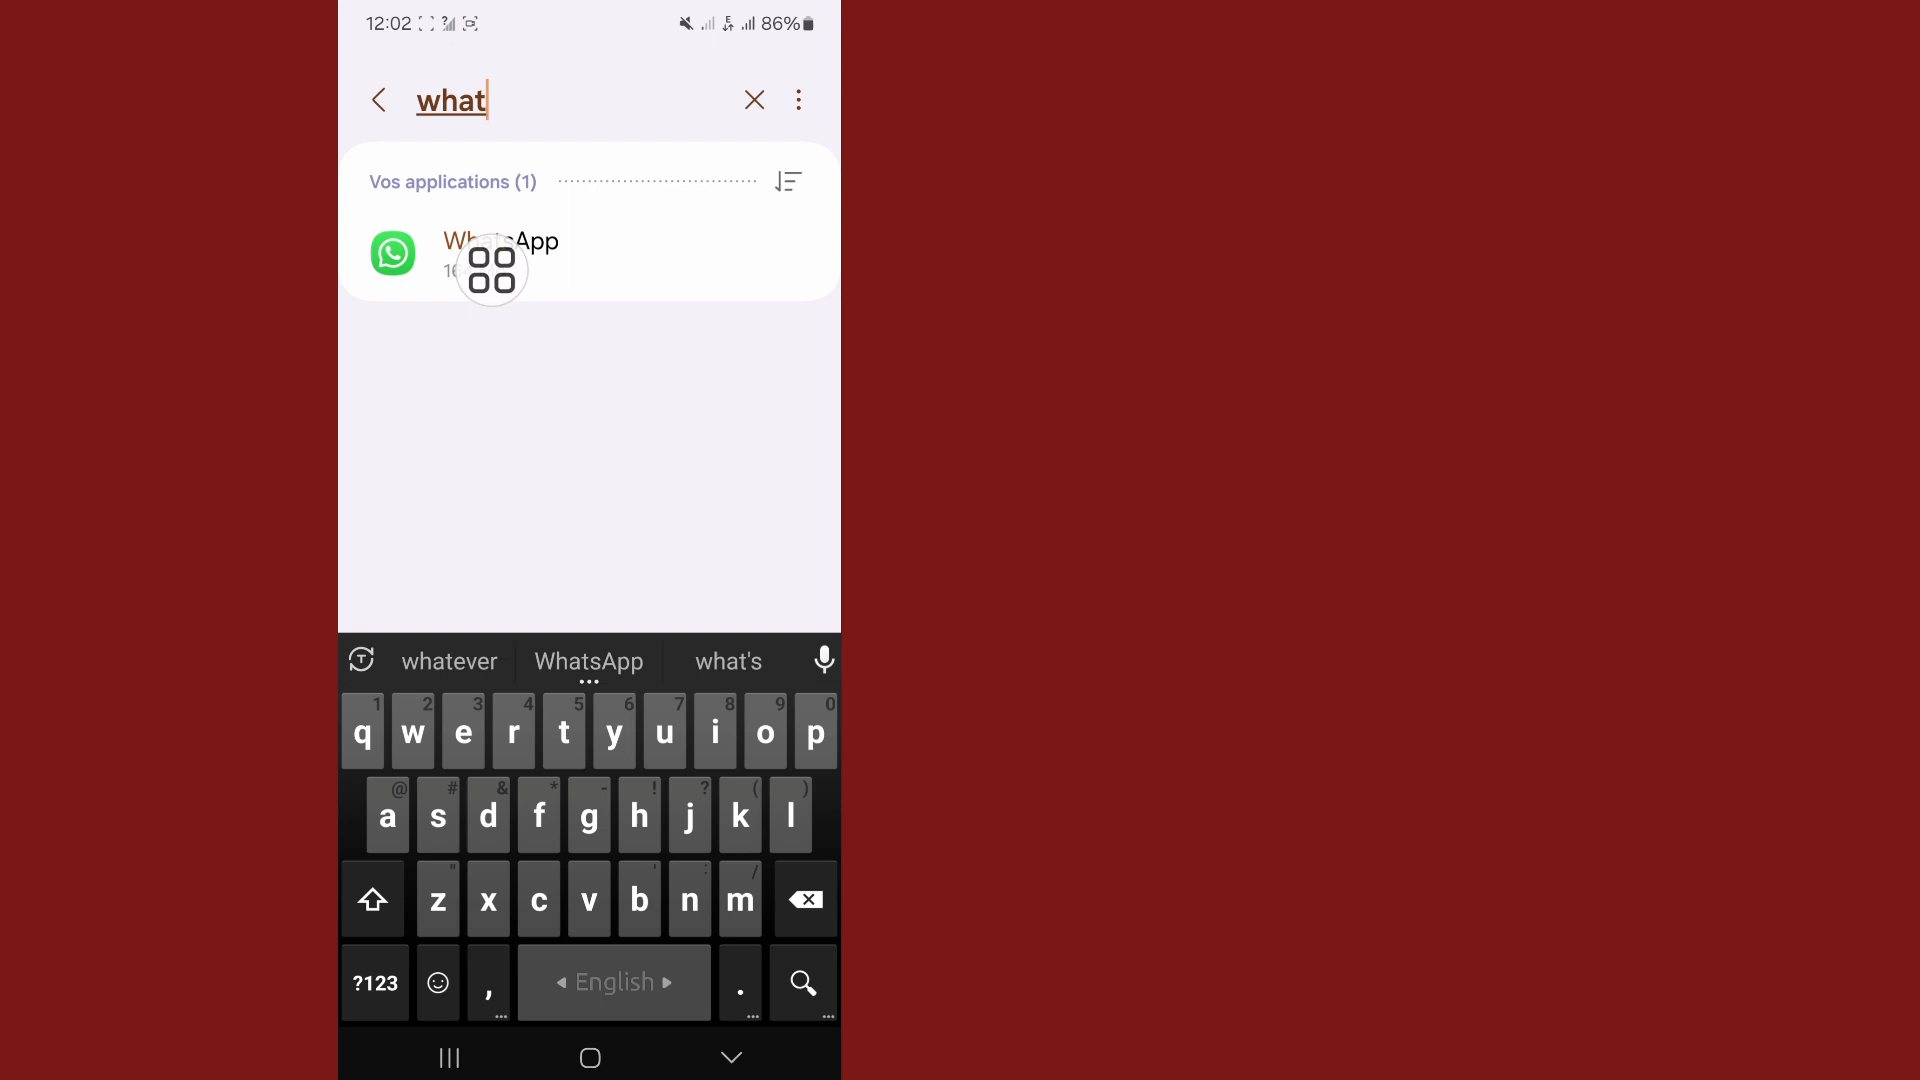 12:02 86%
what
Vos applications (1)
WhatsApp
whatever WhatsApp what's
1 2 3 4 5 6 7 8 9 0
q w e r t y u i o p
@ # & * - ! ? ( )
a s d f g h j k l
" ' : /
z x c v b n m
?123 , English .